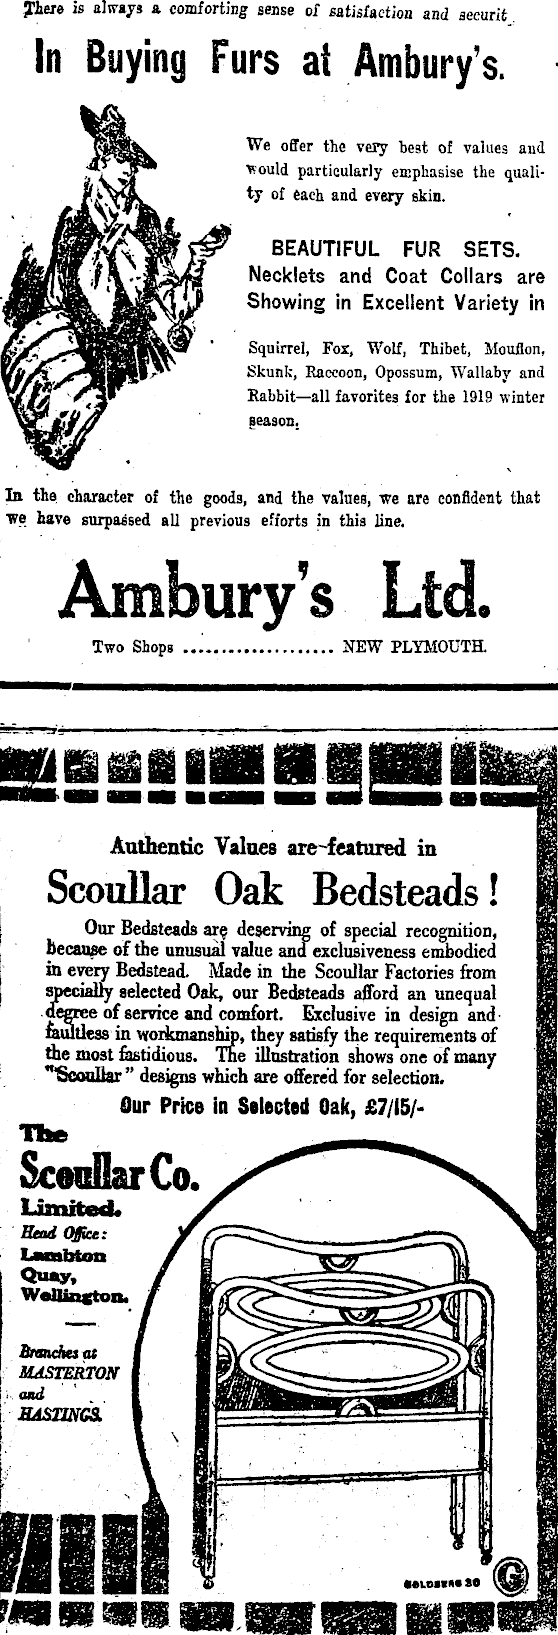 There is always a comforting sense of satisfaction and securit
In Buying Furs at Ambury's.
We offer the very best of values and
would particularly emphasise the quali-
ty of each and every skin.
BEAUTIFUL FUR SETS.
Necklets and Coat Collars are
Showing in Excellent Variety in
Squirrel, Fox, Wolf, Thibet, Mouflon,
Skunk, Raccoon, Opossum, Wallaby and
Rabbit—all favorites for the 1919 winter
season.
In the character of the goods, and the values, we are confident that
we have surpassed all previous efforts in this line.
Ambury's Ltd.
Two Shops .................... NEW PLYMOUTH.
Authentic Values are featured in
Scoullar Oak Bedsteads!
Our Bedsteads are deserving of special recognition,
because of the unusual value and exclusiveness embodied
in every Bedstead. Made in the Scoullar Factories from
specially selected Oak, our Bedsteads afford an unequal
degree of service and comfort. Exclusive in design and
faultless in workmanship, they satisfy the requirements of
the most fastidious. The illustration shows one of many
"Scoullar" designs which are offered for selection.
Our Price in Selected Oak, £7/15/-
The
Scoullar Co.
Limited.
Head Office:
Lambton
Quay,
Wellington.
Branches at
MASTERTON
and
HASTINGS.
GOLDBERG 20 G